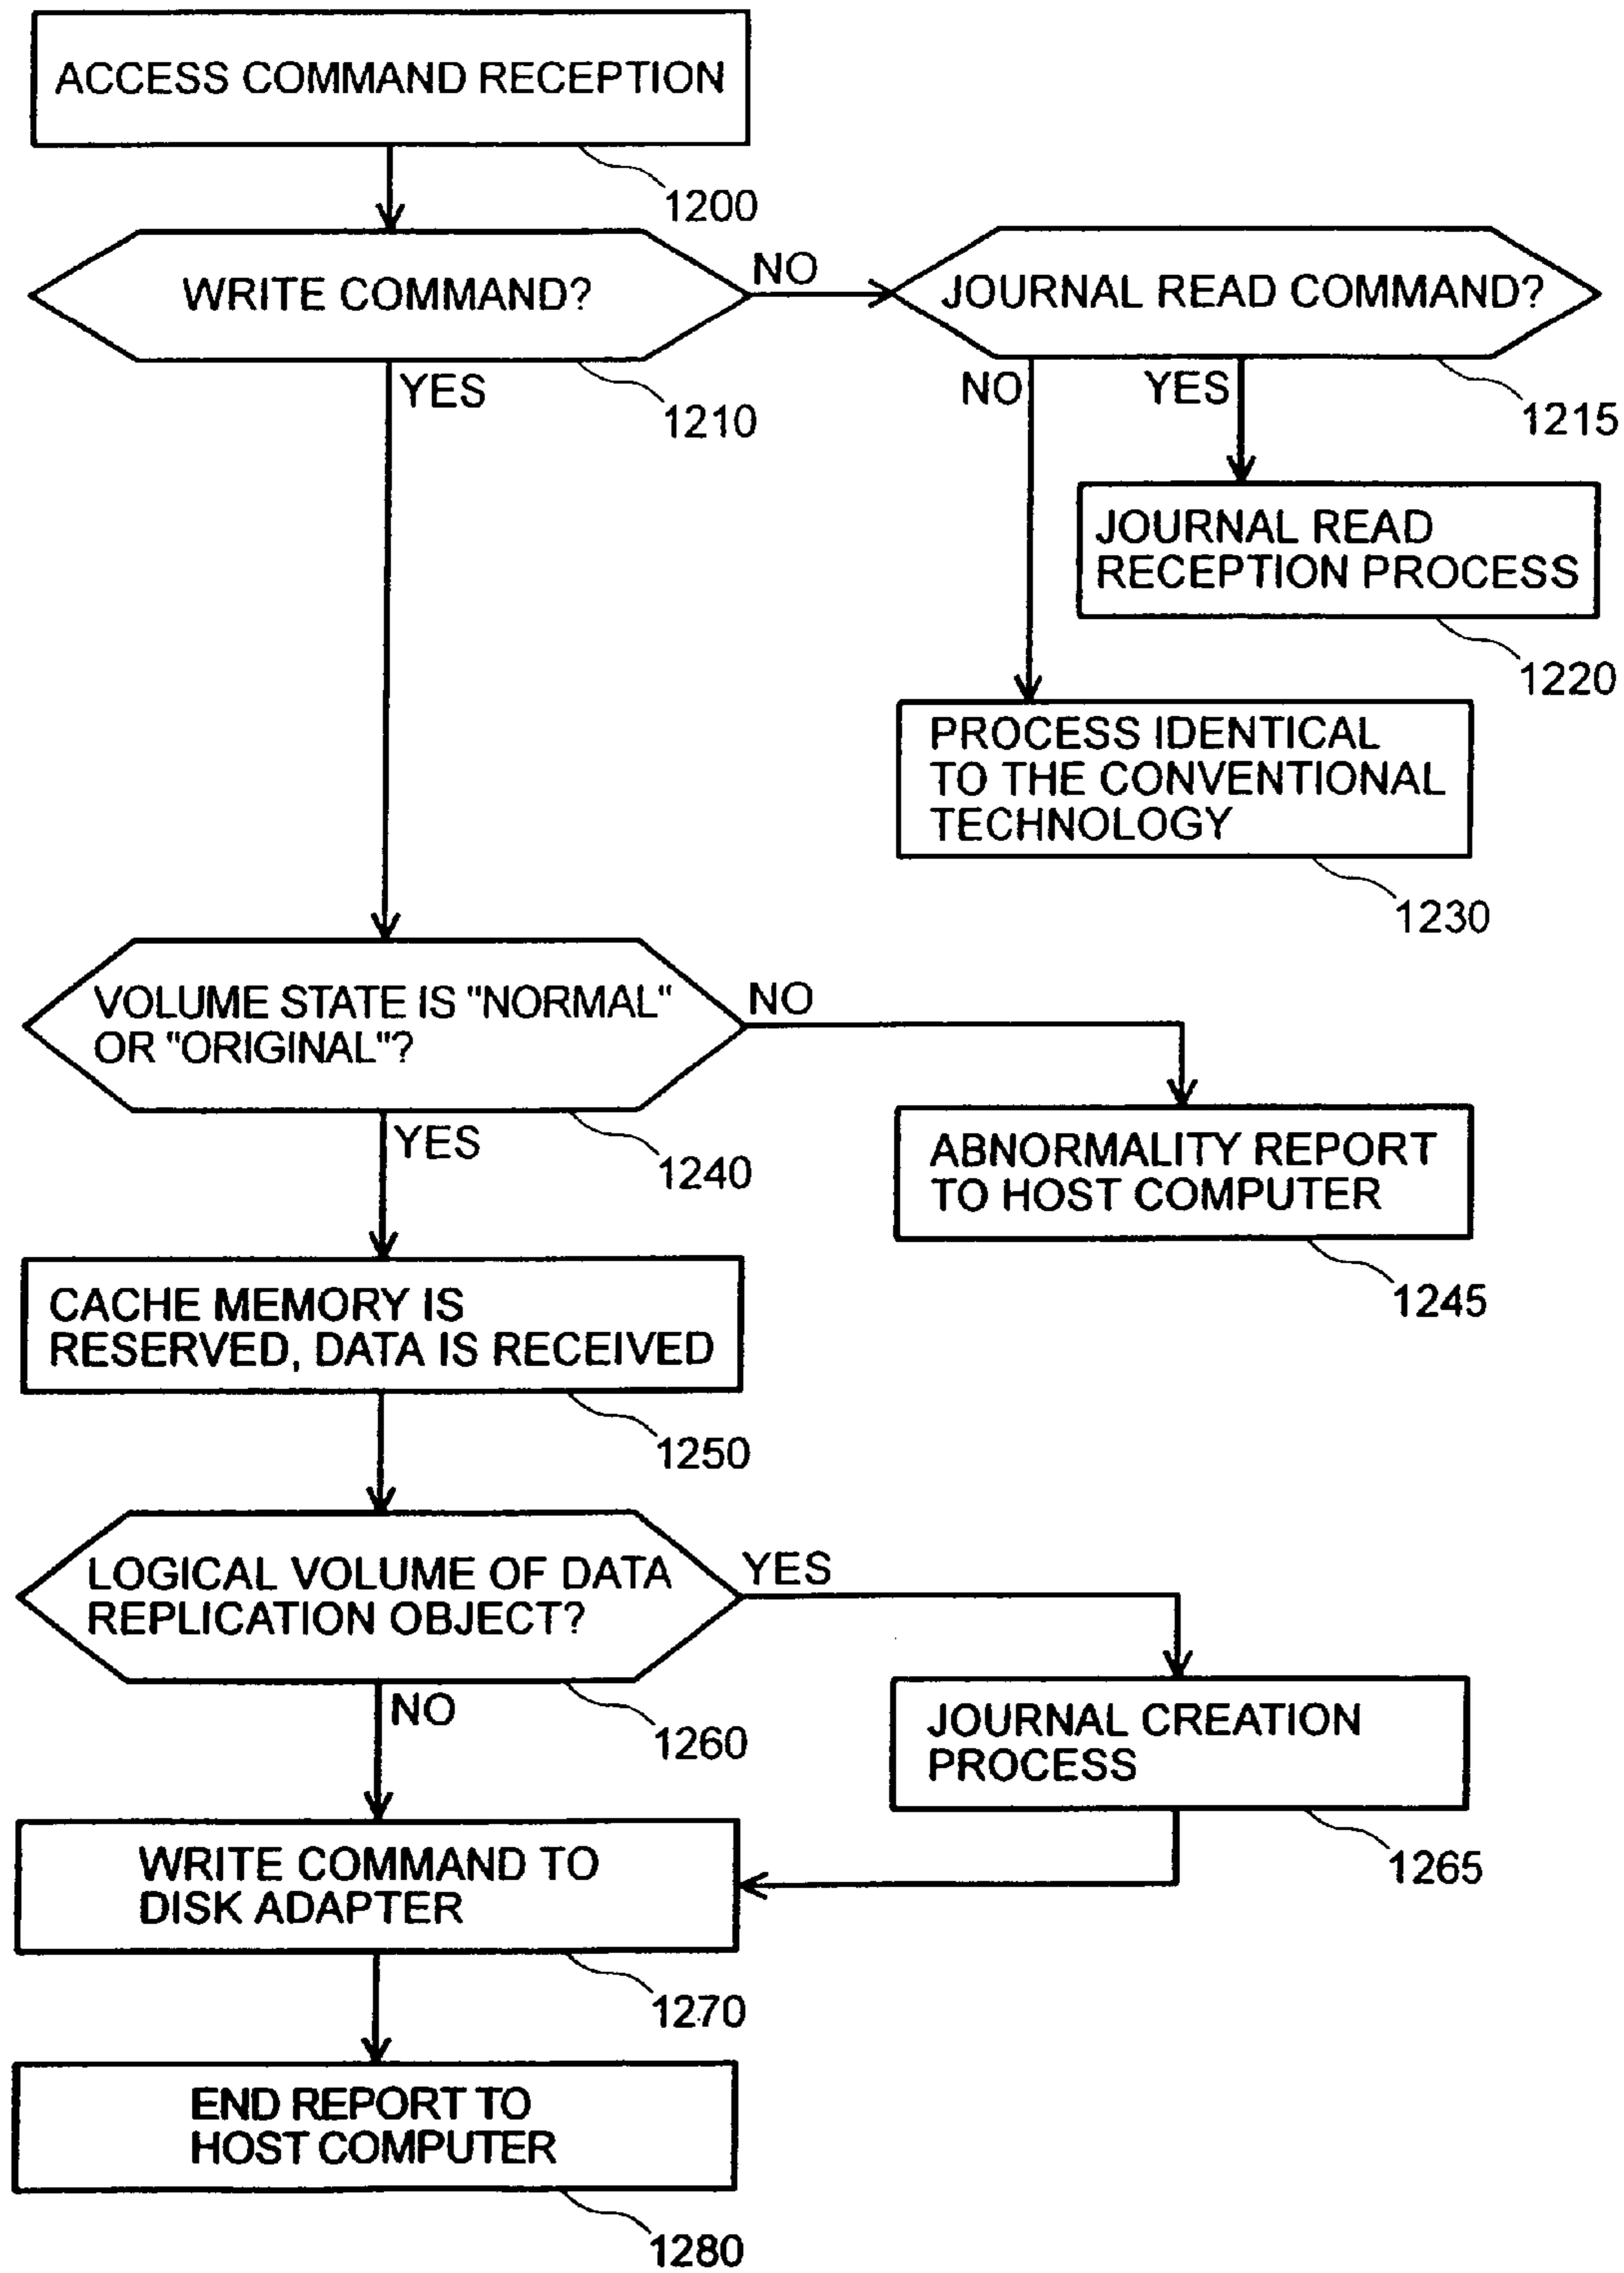 ACCESS COMMAND RECEPTION
1200
WRITE COMMAND?
NO
JOURNAL READ COMMAND?
YES
1210
NO
YES
1215
JOURNAL READ
RECEPTION PROCESS
1220
PROCESS IDENTICAL
TO THE CONVENTIONAL
TECHNOLOGY
1230
VOLUME STATE IS "NORMAL"
OR "ORIGINAL"?
NO
YES
1240
ABNORMALITY REPORT
TO HOST COMPUTER
1245
CACHE MEMORY IS
RESERVED, DATA IS RECEIVED
1250
LOGICAL VOLUME OF DATA
REPLICATION OBJECT?
YES
NO
1260
JOURNAL CREATION
PROCESS
1265
WRITE COMMAND TO
DISK ADAPTER
1270
END REPORT TO
HOST COMPUTER
1280